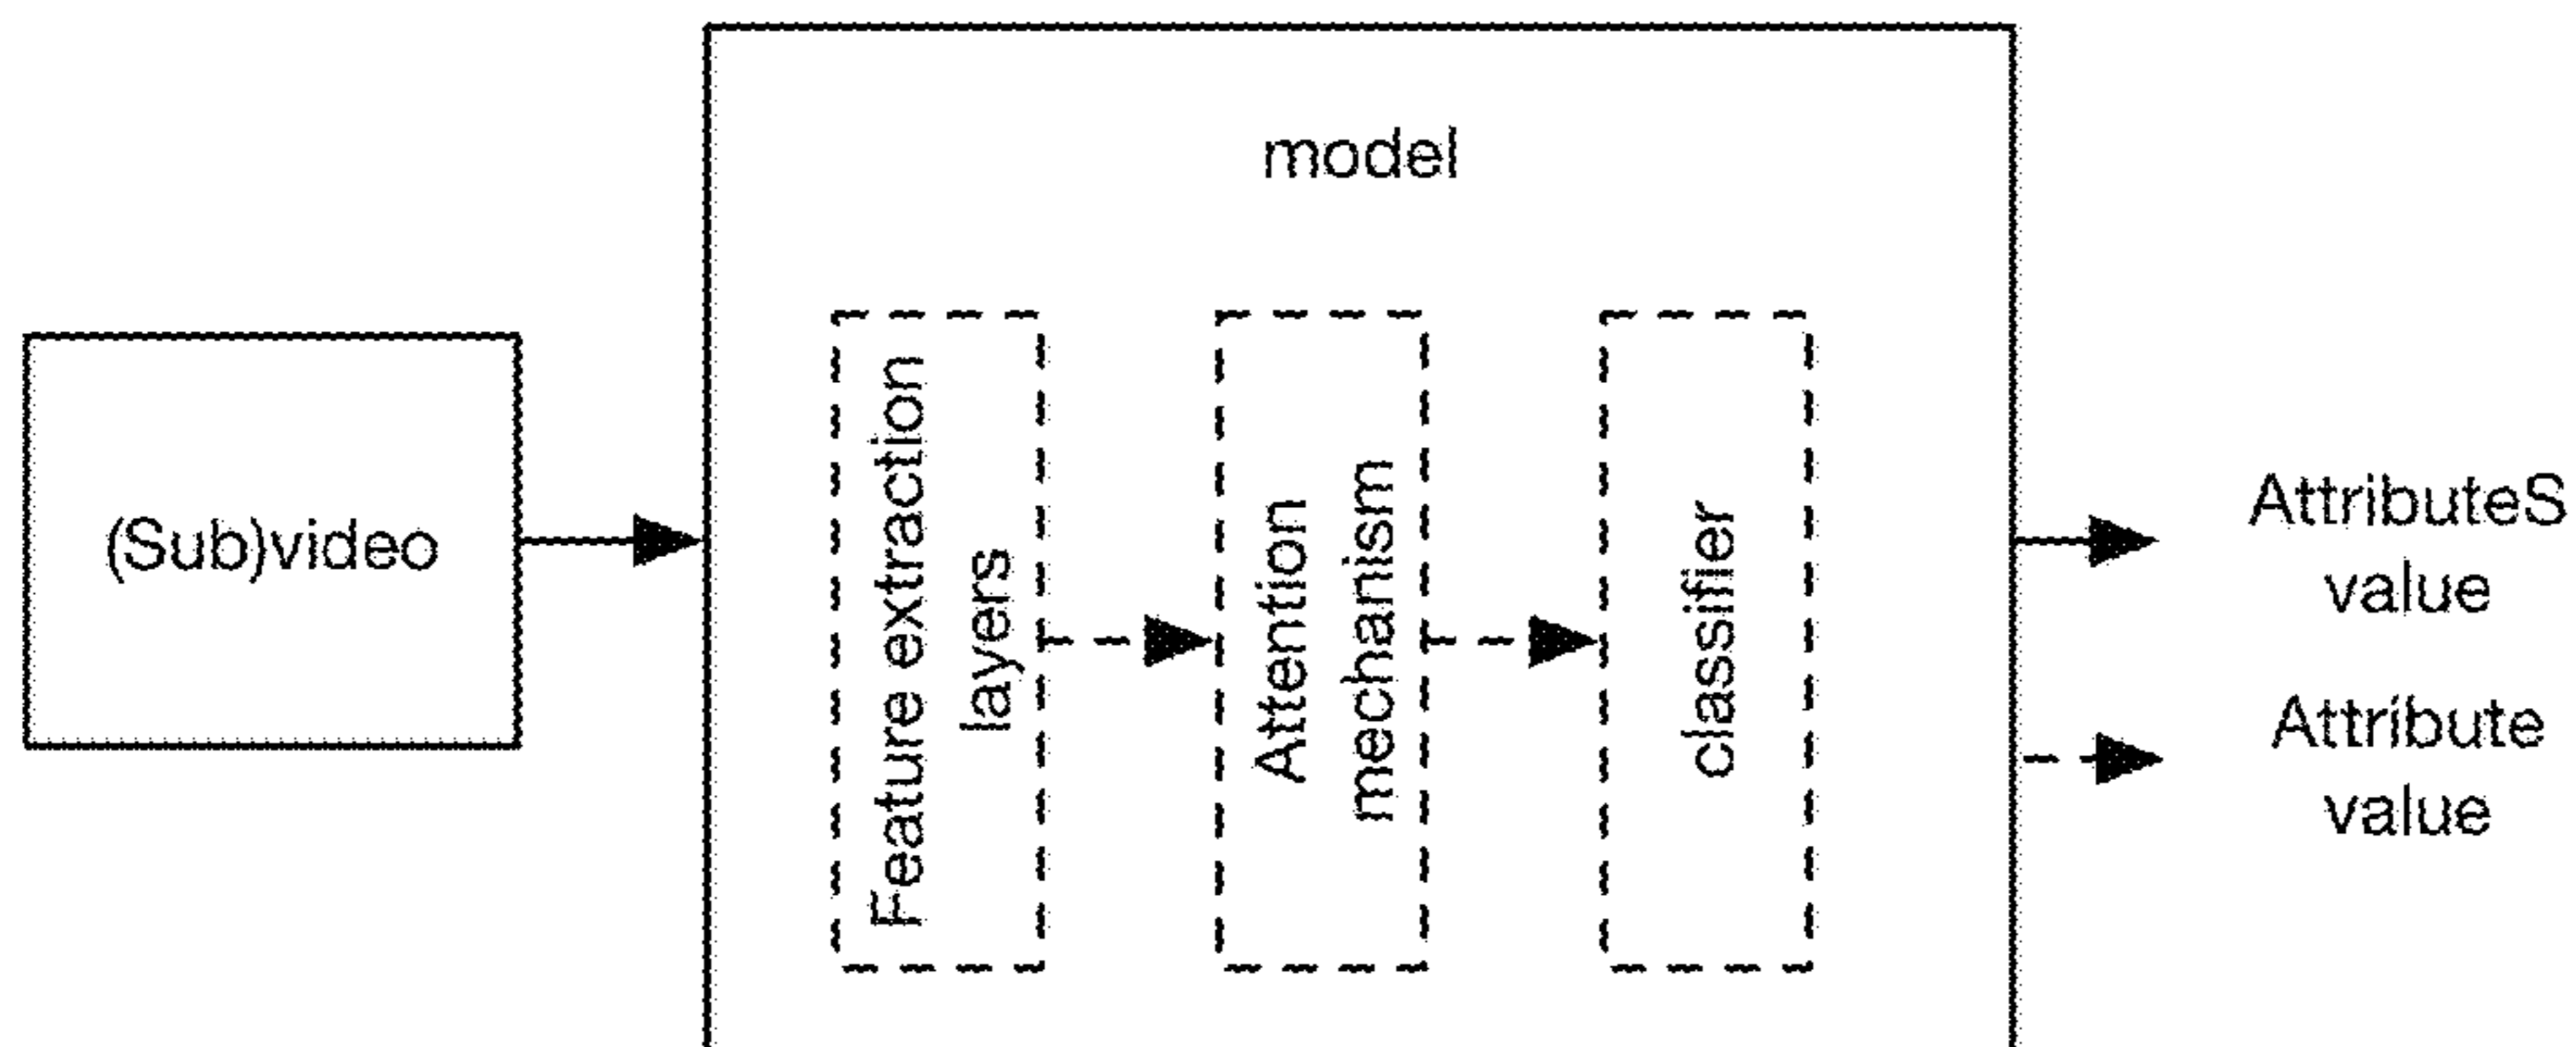 model
(Sub)video
Feature extraction
layers
Attention
mechanism
classifier
AttributeS
value
Attribute
value